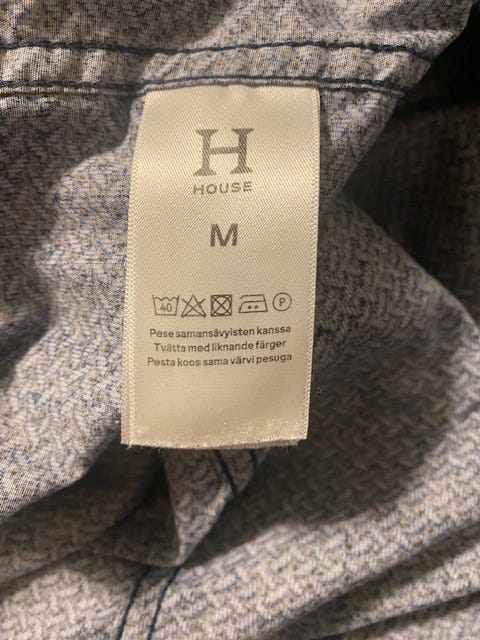 H
HOUSE
M
40 P
Pese samansävyisten kanssa
Tvätta med liknande färger
Pesta koos sama värvi pesuga